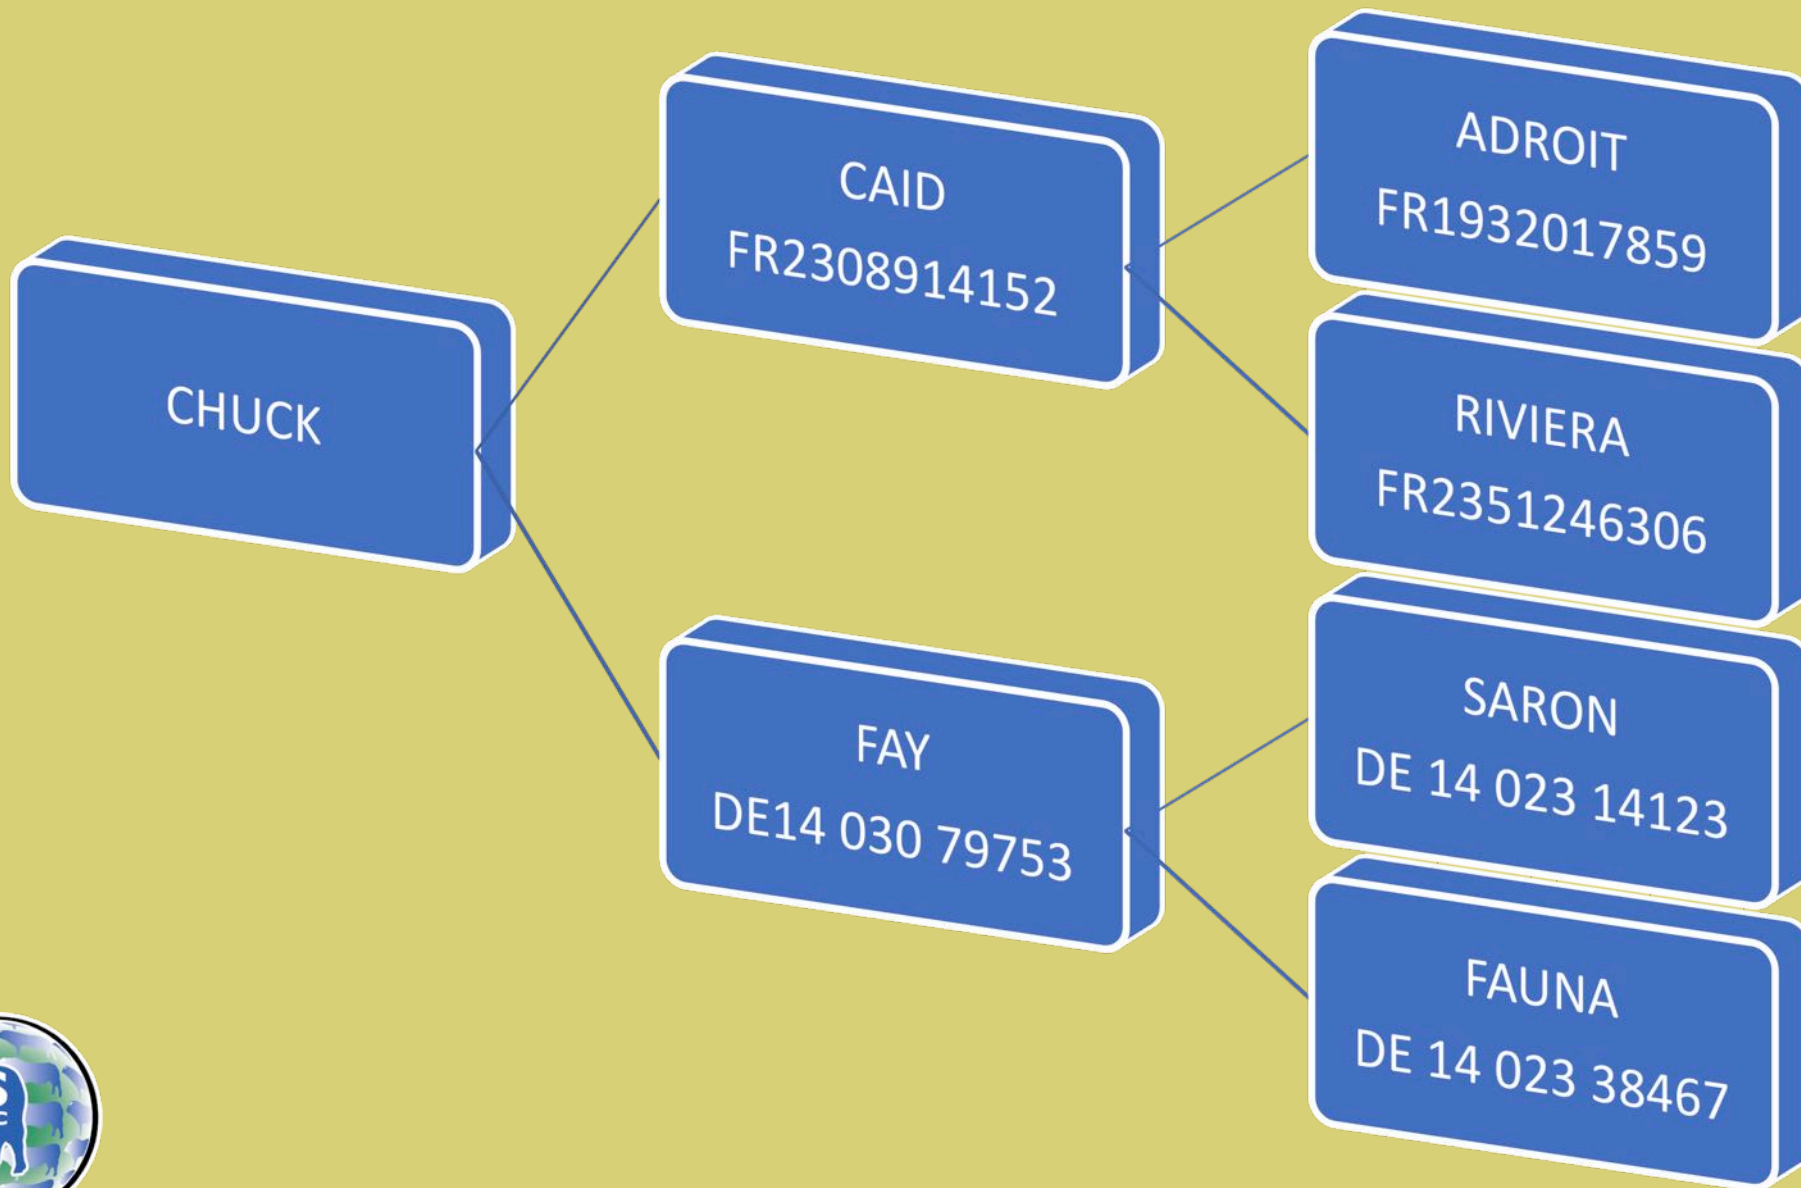 CHUCK
CAID
FR2308914152
FAY
DE14 030 79753
ADROIT
FR1932017859
RIVIERA
FR2351246306
SARON
DE 14 023 14123
FAUNA
DE 14 023 38467